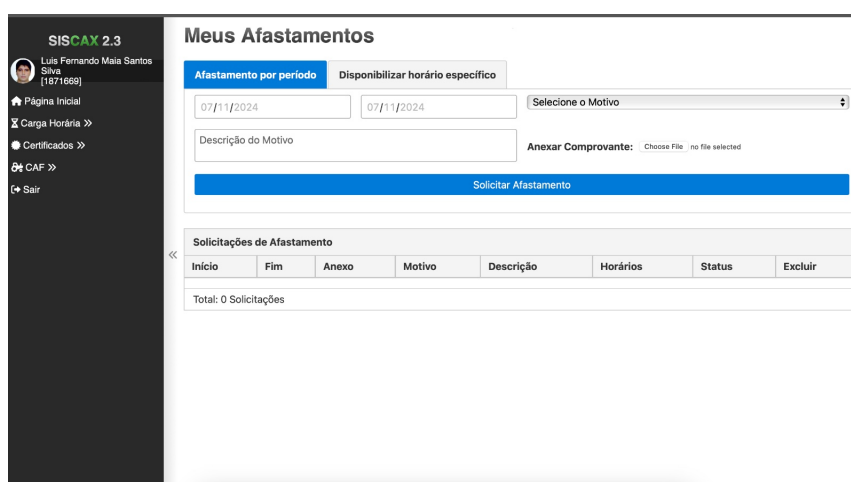 SISCAX 2.3
Luis Fernando Maia Santos
Silva
[1871669]
Página Inicial
Carga Horária
Certificados
CAF
Sair
Meus Afastamentos
Afastamento por período
Disponibilizar horário específico
07/11/2024
07/11/2024
Selecione o Motivo
Descrição do Motivo
Anexar Comprovante: Choose File no file selected
Solicitar Afastamento
Solicitações de Afastamento
Início Fim Anexo Motivo Descrição Horários Status Excluir
Total: 0 Solicitações